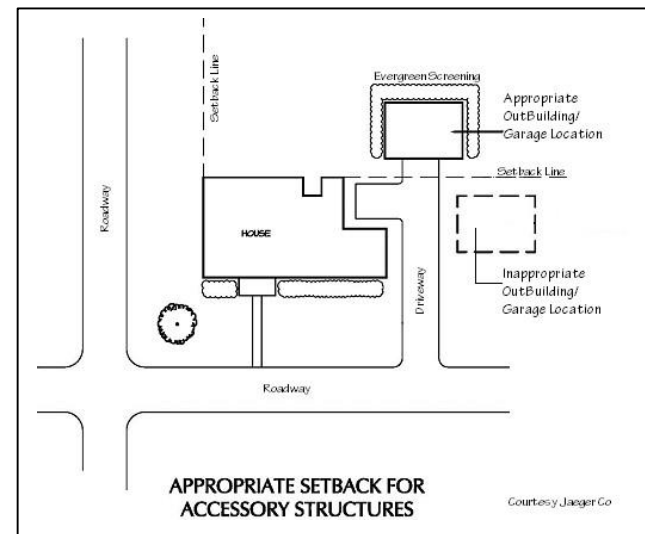 Setback Line
Evergreen Screening
Appropriate
OutBuilding/
Garage Location
Setback Line
Roadway
HOUSE
Driveway
Inappropriate
OutBuilding/
Garage Location
Roadway
APPROPRIATE SETBACK FOR
ACCESSORY STRUCTURES
Courtesy Jaeger Co